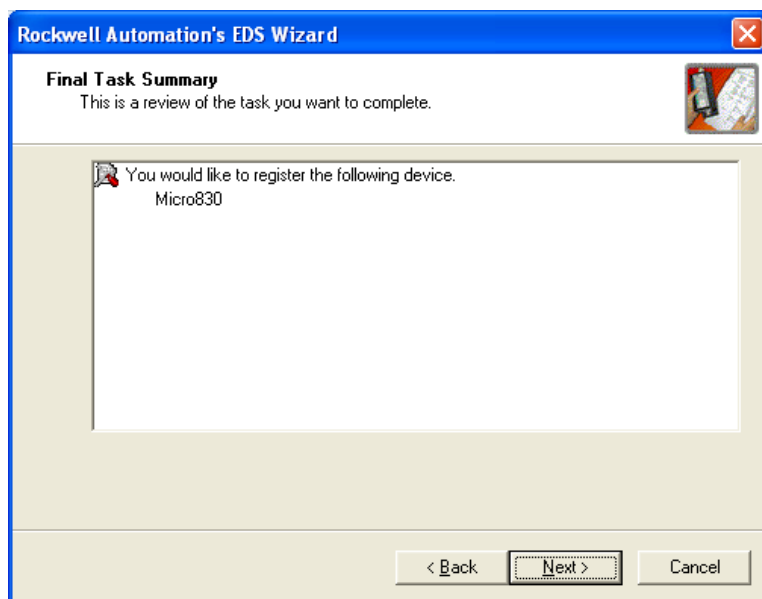 Rockwell Automation's EDS Wizard
Final Task Summary
This is a review of the task you want to complete.
You would like to register the following device.
Micro830
< Back
Next >
Cancel